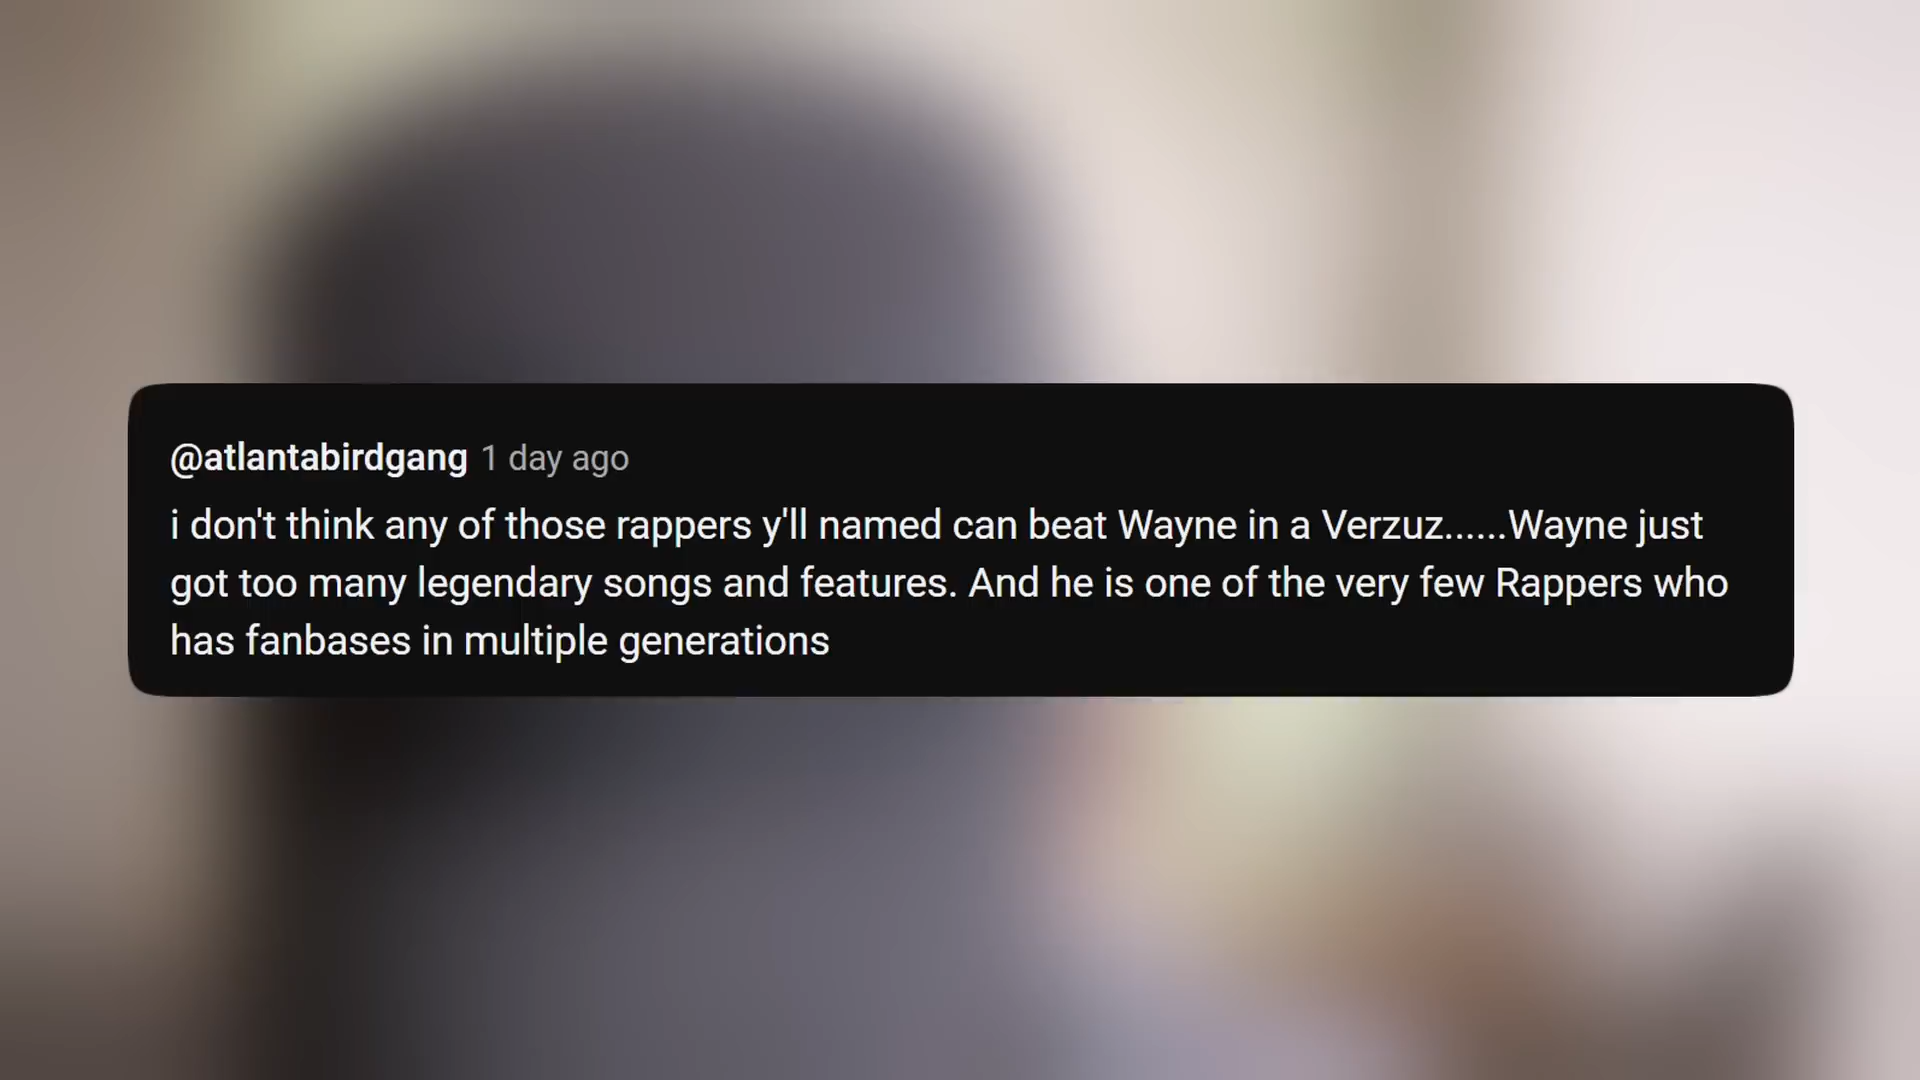 @atlantabirdgang 1 day ago
i don't think any of those rappers y'll named can beat Wayne in a Verzuz......Wayne just
got too many legendary songs and features. And he is one of the very few Rappers who
has fanbases in multiple generations